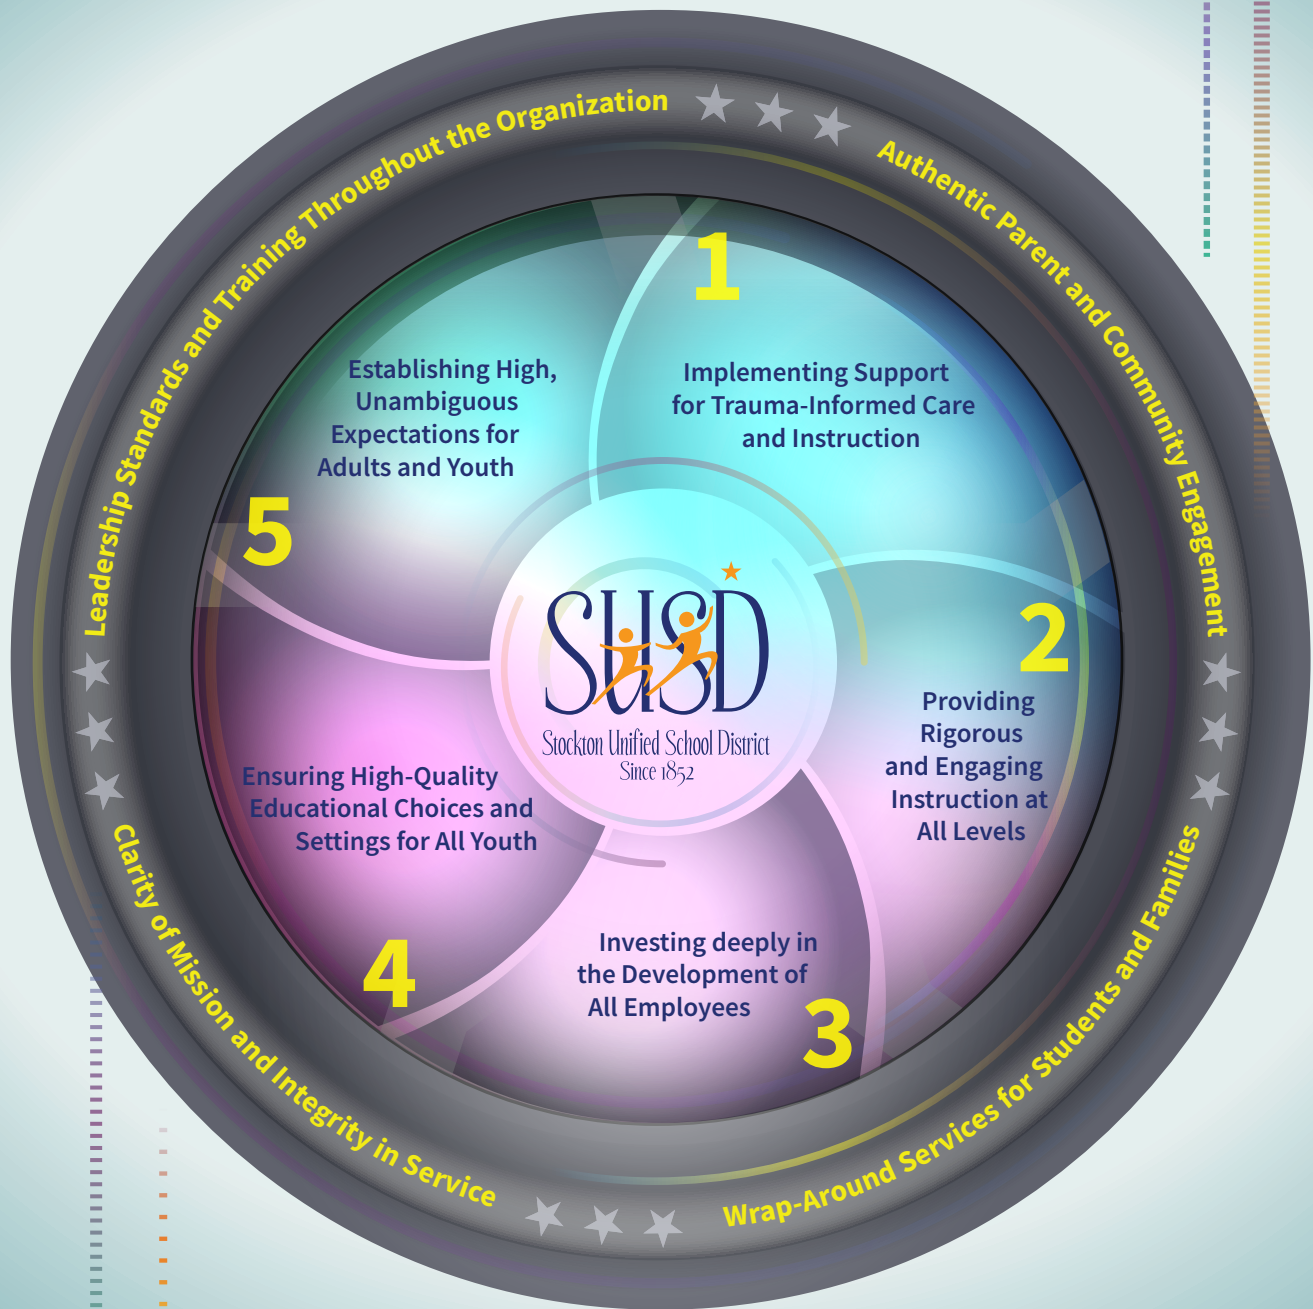 Leadership Standards and Training Throughout the Organization
Authentic Parent and Community Engagement
Wrap-Around Services for Students and Families
Clarity of Mission and Integrity in Service
1
Implementing Support
for Trauma-Informed Care
and Instruction
2
Providing
Rigorous
and Engaging
Instruction at
All Levels
3
Investing deeply in
the Development of
All Employees
4
Ensuring High-Quality
Educational Choices and
Settings for All Youth
5
Establishing High,
Unambiguous
Expectations for
Adults and Youth
SUSD
Stockton Unified School District
Since 1852